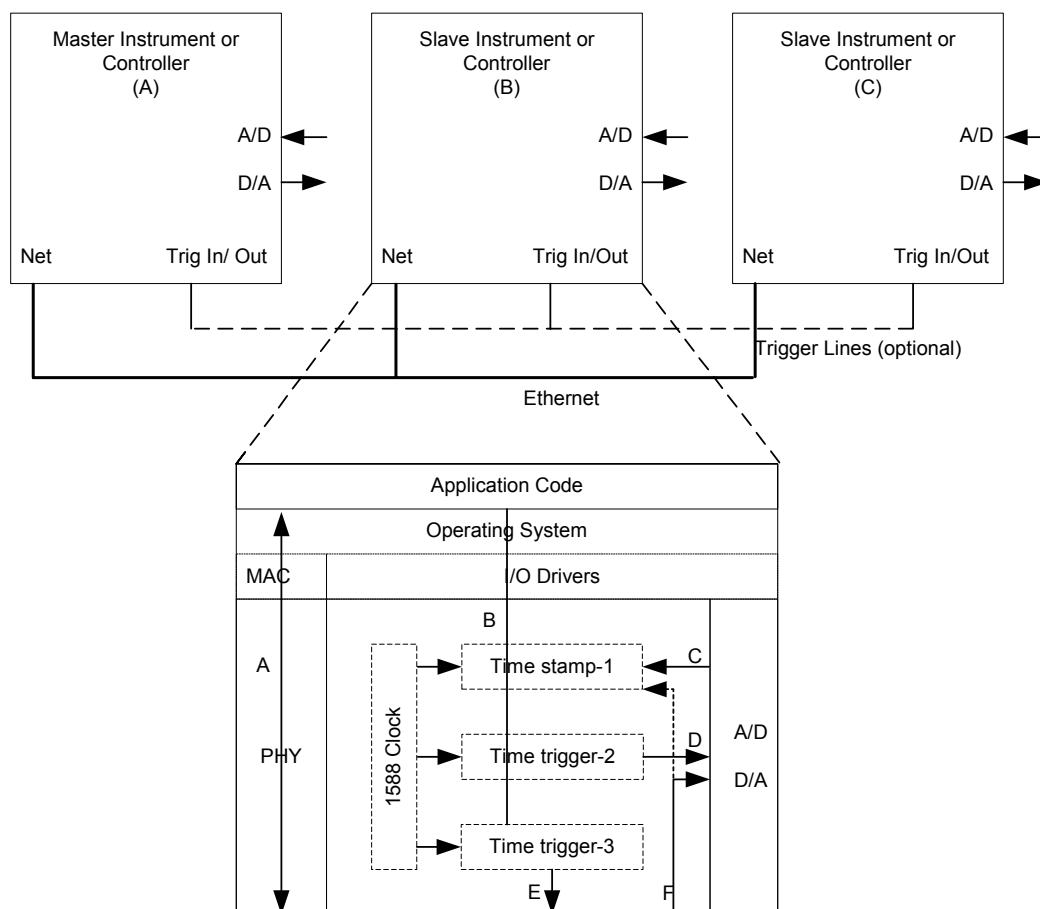 Master Instrument or
Controller
(A)
A/D
D/A
Net
Trig In/ Out
Slave Instrument or
Controller
(B)
A/D
D/A
Net
Trig In/Out
Slave Instrument or
Controller
(C)
A/D
D/A
Net
Trig In/Out
Trigger Lines (optional)
Ethernet
Application Code
Operating System
MAC
I/O Drivers
A
PHY
1588 Clock
B
Time stamp-1
C
Time trigger-2
D
Time trigger-3
E
F
A/D
D/A